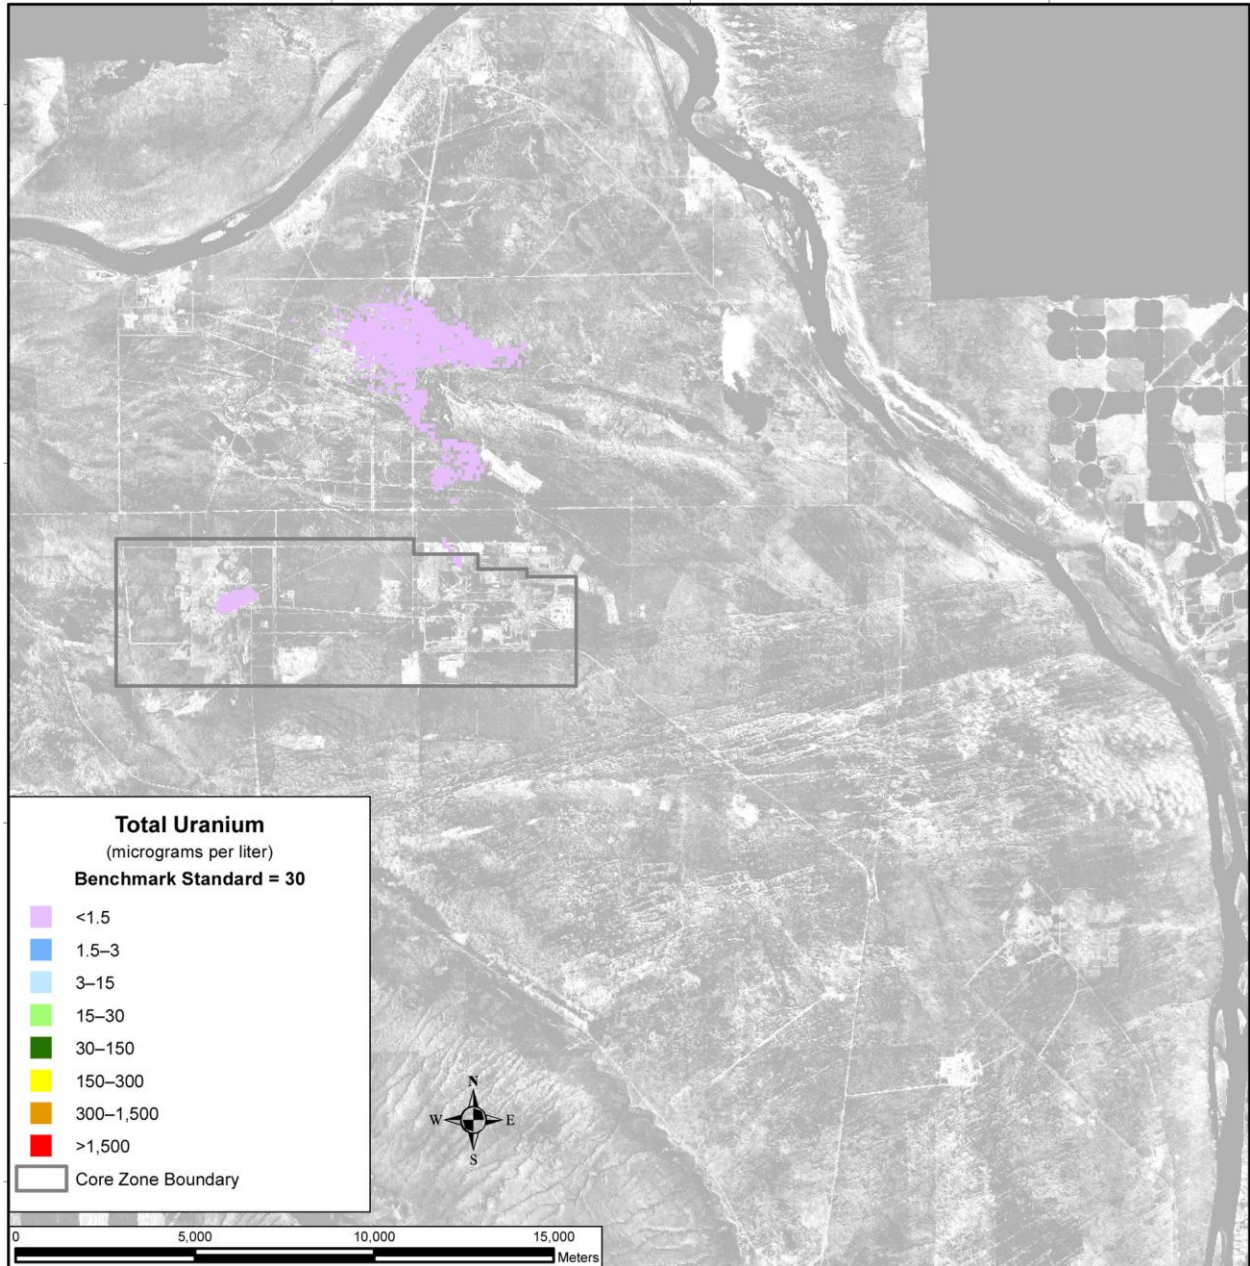 Total Uranium
(micrograms per liter)
Benchmark Standard = 30
<1.5
1.5–3
3–15
15–30
30–150
150–300
300–1,500
>1,500
Core Zone Boundary
N
W E
S
0 5,000 10,000 15,000
Meters